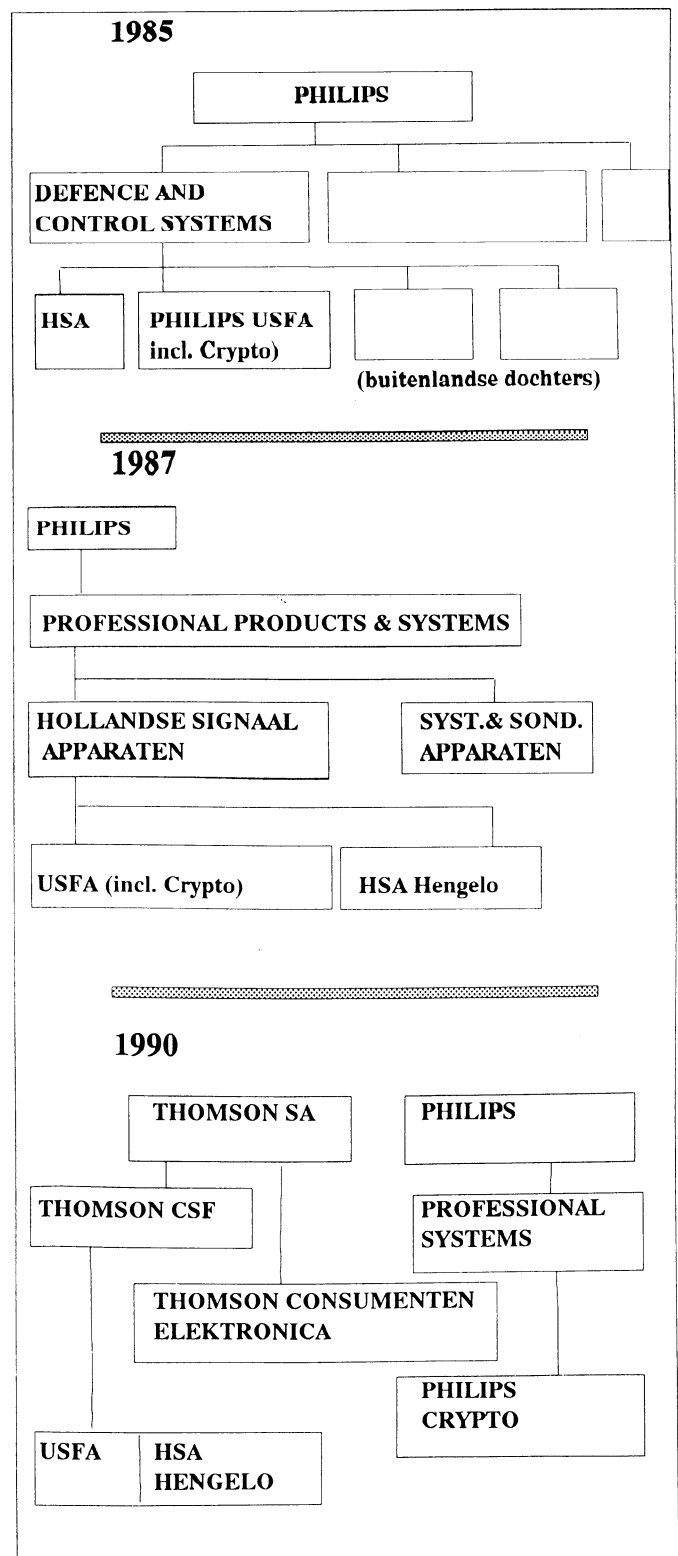 1985
PHILIPS
DEFENCE AND
CONTROL SYSTEMS
HSA
PHILIPS USFA
incl. Crypto)
(buitenlandse dochters)
1987
PHILIPS
PROFESSIONAL PRODUCTS & SYSTEMS
HOLLANDSE SIGNAAL
APPARATEN
SYST.& SOND.
APPARATEN
USFA (incl. Crypto)
HSA Hengelo
1990
THOMSON SA
PHILIPS
THOMSON CSF
PROFESSIONAL
SYSTEMS
THOMSON CONSUMENTEN
ELEKTRONICA
PHILIPS
CRYPTO
USFA
HSA
HENGELO